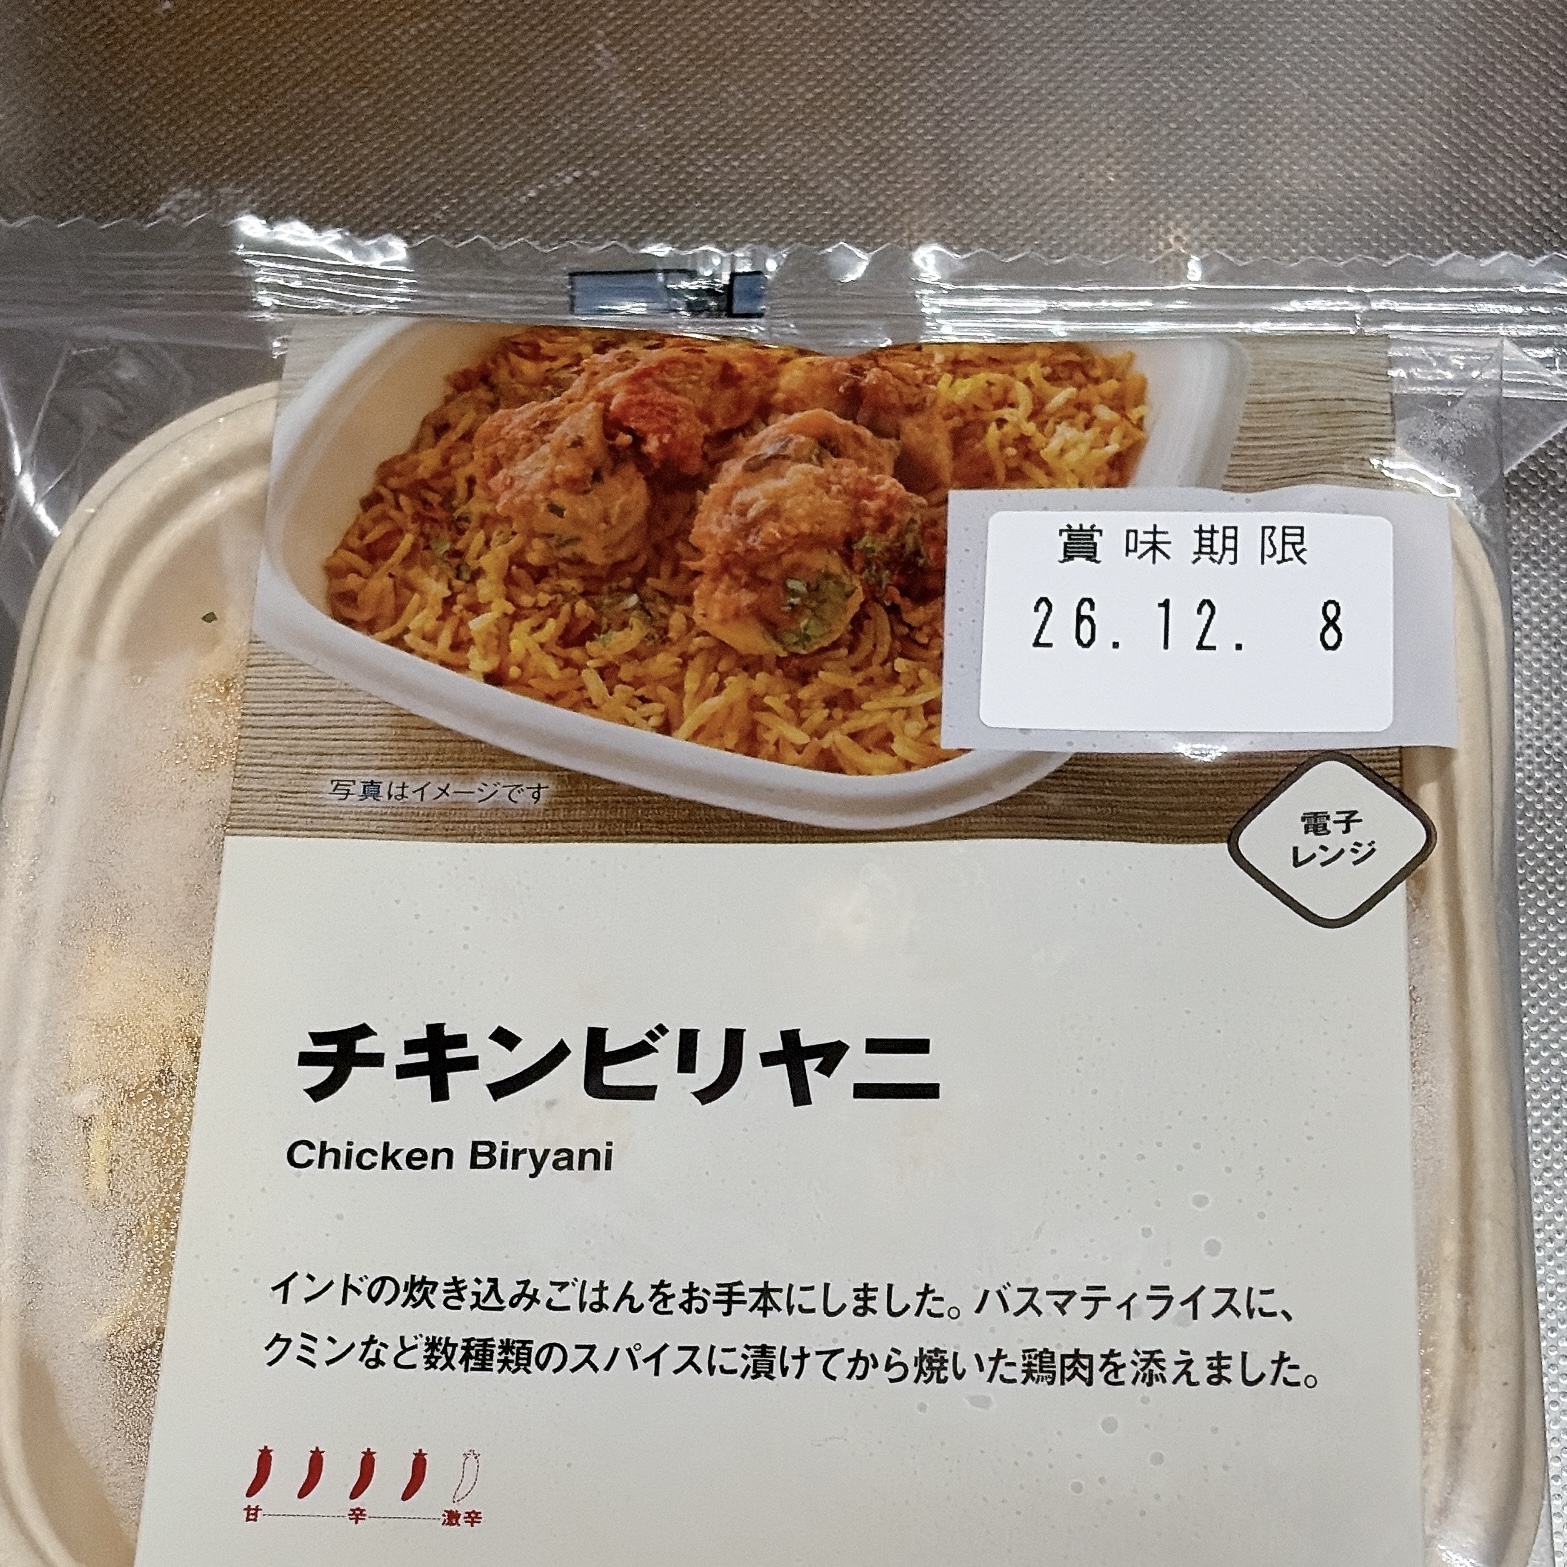 賞味期限
26.12. 8
写真はイメージです
電子
レンジ
チキンビリヤニ
Chicken Biryani
インドの炊き込みごはんをお手本にしました。バスマティライスに、
クミンなど数種類のスパイスに漬けてから焼いた鶏肉を添えました。
甘 辛 激辛